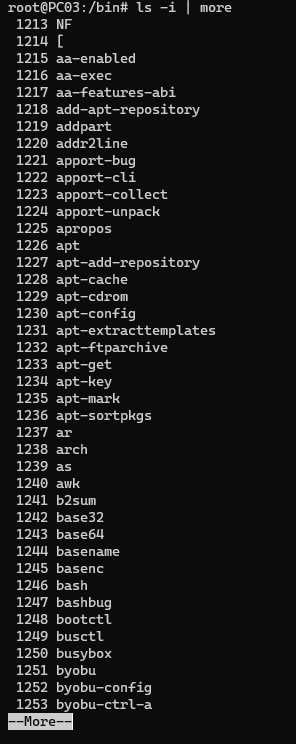 root@PC03:/bin# ls -i | more
1213 NF
1214 [
1215 aa-enabled
1216 aa-exec
1217 aa-features-abi
1218 add-apt-repository
1219 addpart
1220 addr2line
1221 apport-bug
1222 apport-cli
1223 apport-collect
1224 apport-unpack
1225 apropos
1226 apt
1227 apt-add-repository
1228 apt-cache
1229 apt-cdrom
1230 apt-config
1231 apt-extracttemplates
1232 apt-ftparchive
1233 apt-get
1234 apt-key
1235 apt-mark
1236 apt-sortpkgs
1237 ar
1238 arch
1239 as
1240 awk
1241 b2sum
1242 base32
1243 base64
1244 basename
1245 basenc
1246 bash
1247 bashbug
1248 bootctl
1249 busctl
1250 busybox
1251 byobu
1252 byobu-config
1253 byobu-ctrl-a
--More--